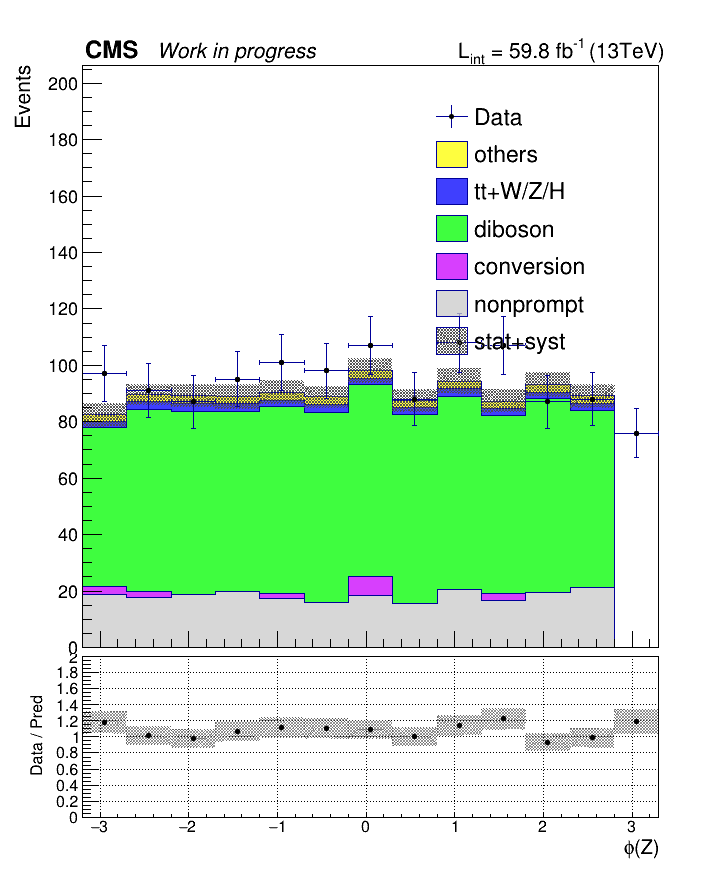 CMS Work in progress L_int = 59.8 fb^-1 (13TeV)
Events
200
180
160
140
120
100
80
60
40
20
0
Data
others
tt+W/Z/H
diboson
conversion
nonprompt
stat+syst
Data / Pred
2
1.8
1.6
1.4
1.2
1
0.8
0.6
0.4
0.2
0
−3 −2 −1 0 1 2 3
ϕ(Z)